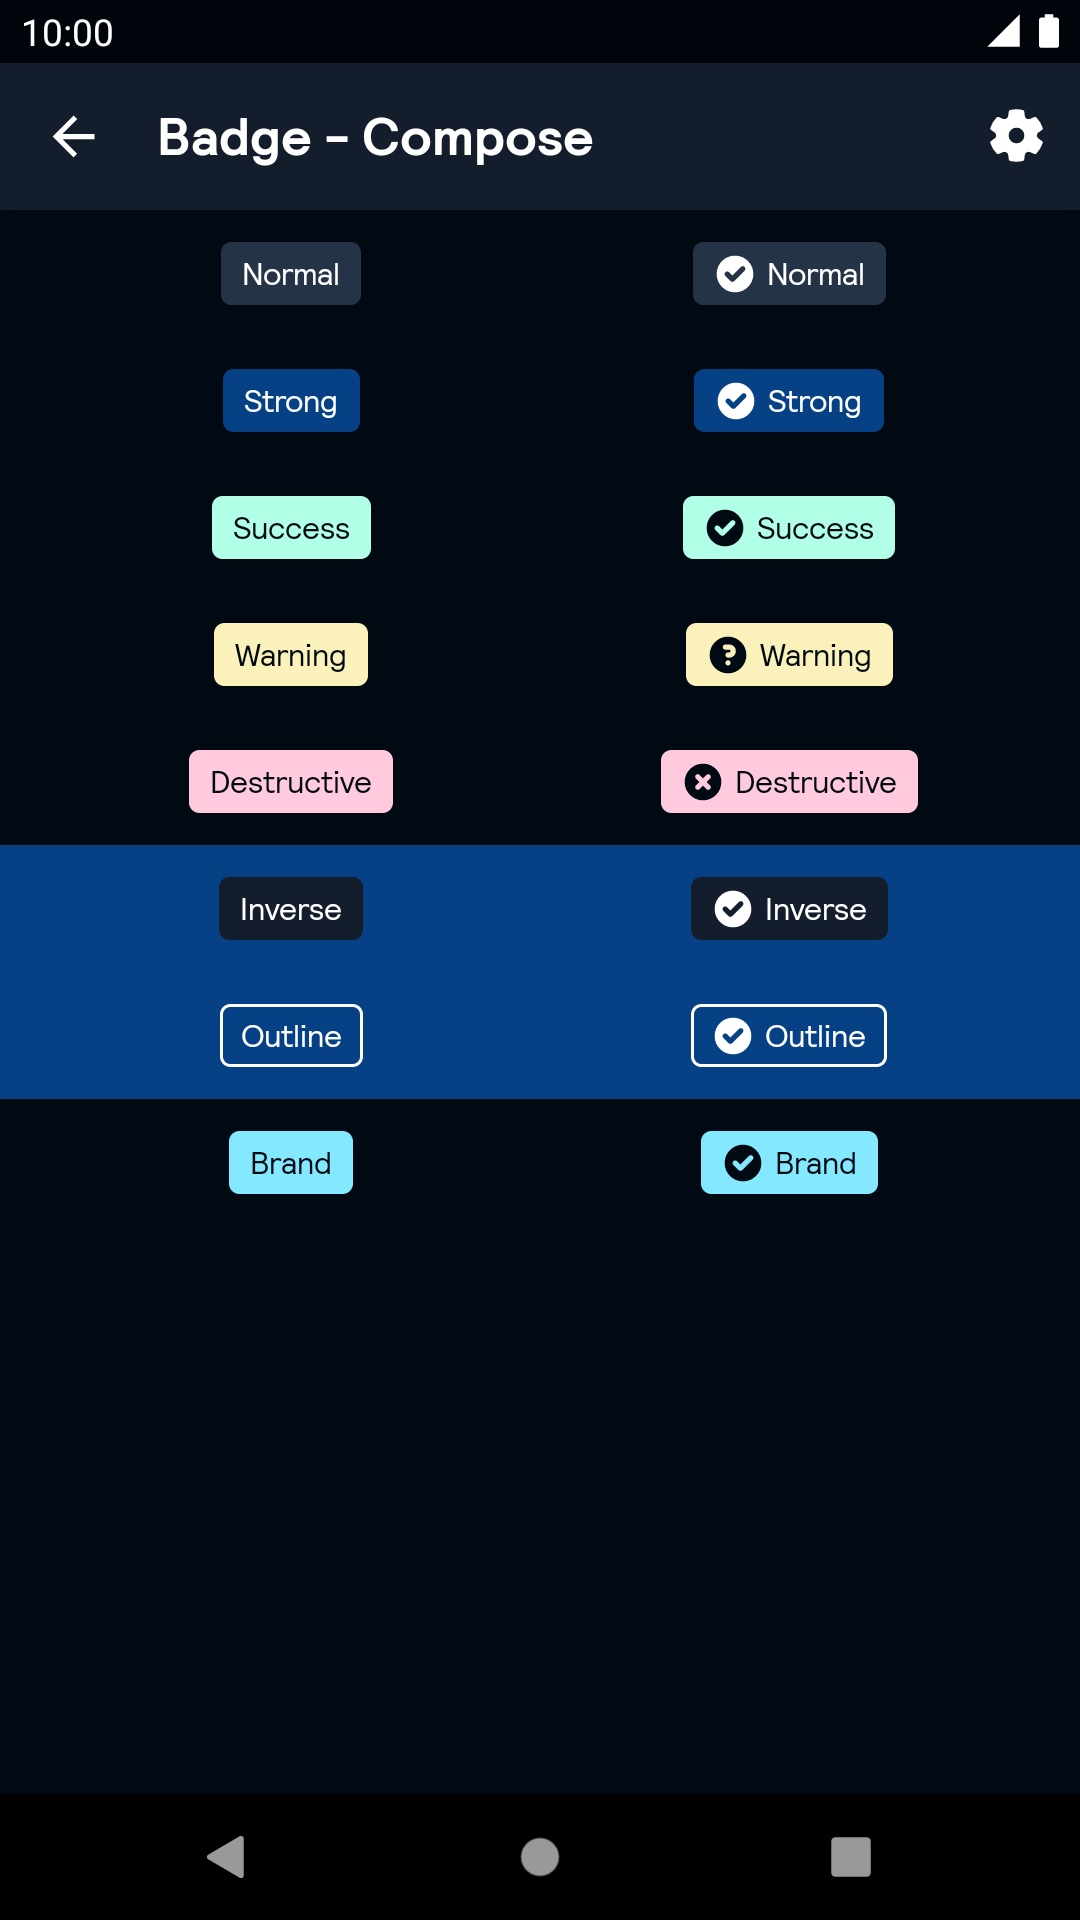 10:00
Badge - Compose
Normal Normal
Strong Strong
Success Success
Warning Warning
Destructive Destructive
Inverse Inverse
Outline Outline
Brand Brand